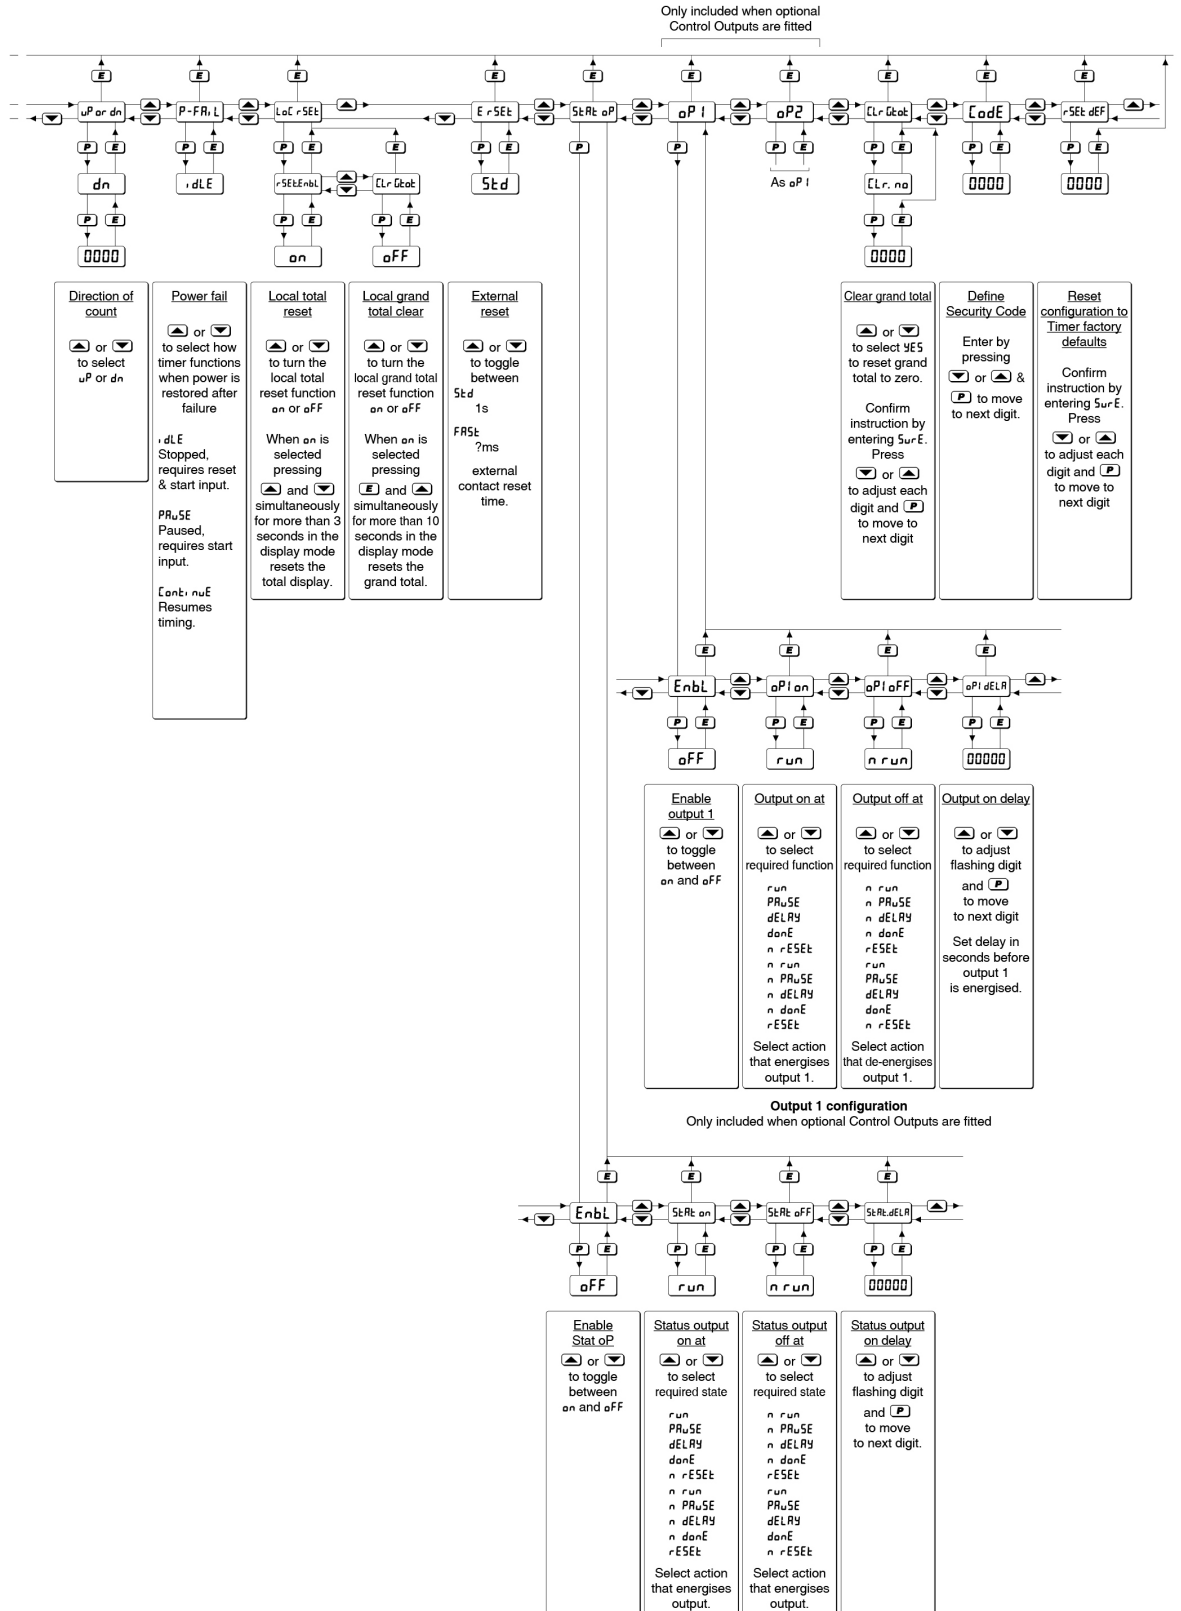 Only included when optional
Control Outputs are fitted
E E E E E E E E E E
uP or dn P-FAiL LoC rSEt E rSEt StAt oP oP1 oP2 CLr Gtot CodE rSEt dEF
P E P E P E E P E P P P E P E P E P E
dn idLE rSEt.EnbL CLr Gtot Std As oP1 CLr. no 0000 0000
P E P E P E P E
0000 on oFF 0000
Direction of
count
or
to select
uP or dn
Power fail
or
to select how
timer functions
when power is
restored after
failure
idLE
Stopped,
requires reset
& start input.
PAuSE
Paused,
requires start
input.
ContinuE
Resumes
timing.
Local total
reset
or
to turn the
local total
reset function
on or oFF
When on is
selected
pressing
and
simultaneously
for more than 3
seconds in the
display mode
resets the
total display.
Local grand
total clear
or
to turn the
local grand total
reset function
on or oFF
When on is
selected
pressing
E and
simultaneously
for more than 10
seconds in the
display mode
resets the
grand total.
External
reset
or
to toggle
between
Std
1s
FASt
?ms
external
contact reset
time.
Clear grand total
or
to select YES
to reset grand
total to zero.
Confirm
instruction by
entering SurE.
Press
or
to adjust each
digit and P
to move to
next digit
Define
Security Code
Enter by
pressing
or &
P to move
to next digit.
Reset
configuration to
Timer factory
defaults
Confirm
instruction by
entering SurE.
Press
or
to adjust each
digit and P
to move to
next digit
E E E E
EnbL oP1 on oP1 oFF oP1 dELA
P E P E P E P E
oFF run n run 00000
Enable
output 1
or
to toggle
between
on and oFF
Output on at
or
to select
required function
run
PAuSE
dELAY
donE
n rESEt
n run
n PAuSE
n dELAY
n donE
rESEt
Select action
that energises
output 1.
Output off at
or
to select
required function
n run
n PAuSE
n dELAY
n donE
rESEt
run
PAuSE
dELAY
donE
n rESEt
Select action
that de-energises
output 1.
Output on delay
or
to adjust
flashing digit
and P
to move
to next digit
Set delay in
seconds before
output 1
is energised.
Output 1 configuration
Only included when optional Control Outputs are fitted
E E E E
EnbL StAt on StAt oFF StAt.dELA
P E P E P E P E
oFF run n run 00000
Enable
Stat oP
or
to toggle
between
on and oFF
Status output
on at
or
to select
required state
run
PAuSE
dELAY
donE
n rESEt
n run
n PAuSE
n dELAY
n donE
rESEt
Select action
that energises
output.
Status output
off at
or
to select
required state
n run
n PAuSE
n dELAY
n donE
rESEt
run
PAuSE
dELAY
donE
n rESEt
Select action
that energises
output.
Status output
on delay
or
to adjust
flashing digit
and P
to move
to next digit.